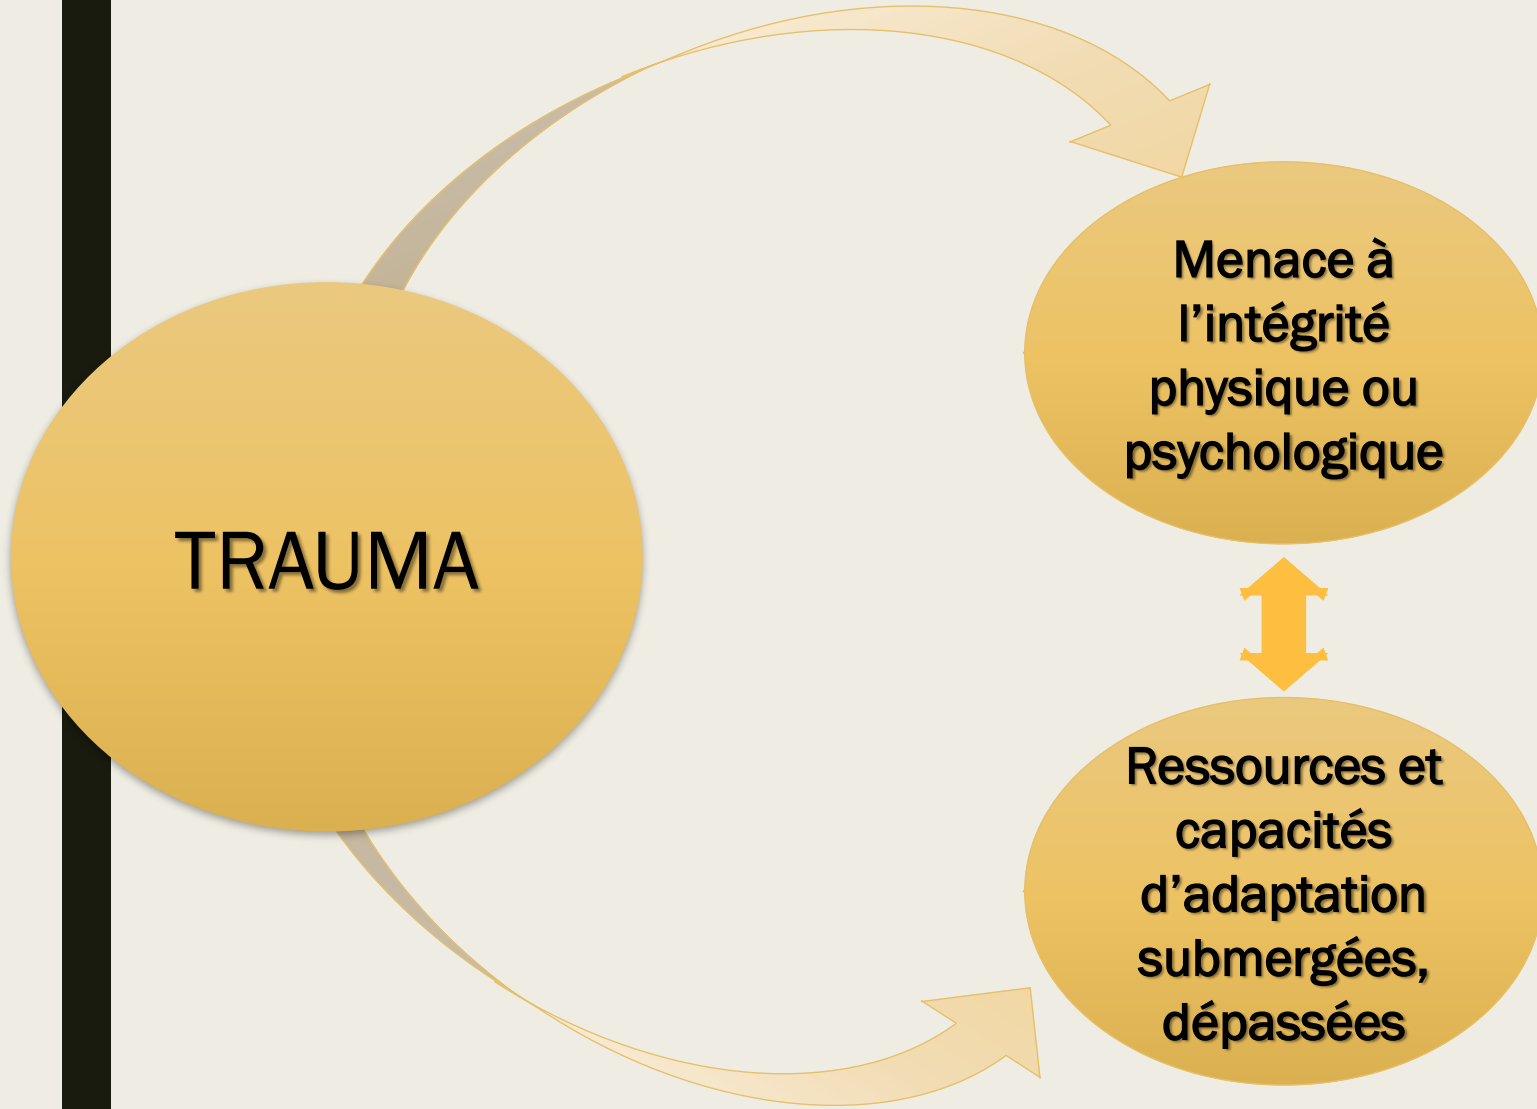 TRAUMA
Menace à
l’intégrité
physique ou
psychologique
Ressources et
capacités
d’adaptation
submergées,
dépassées